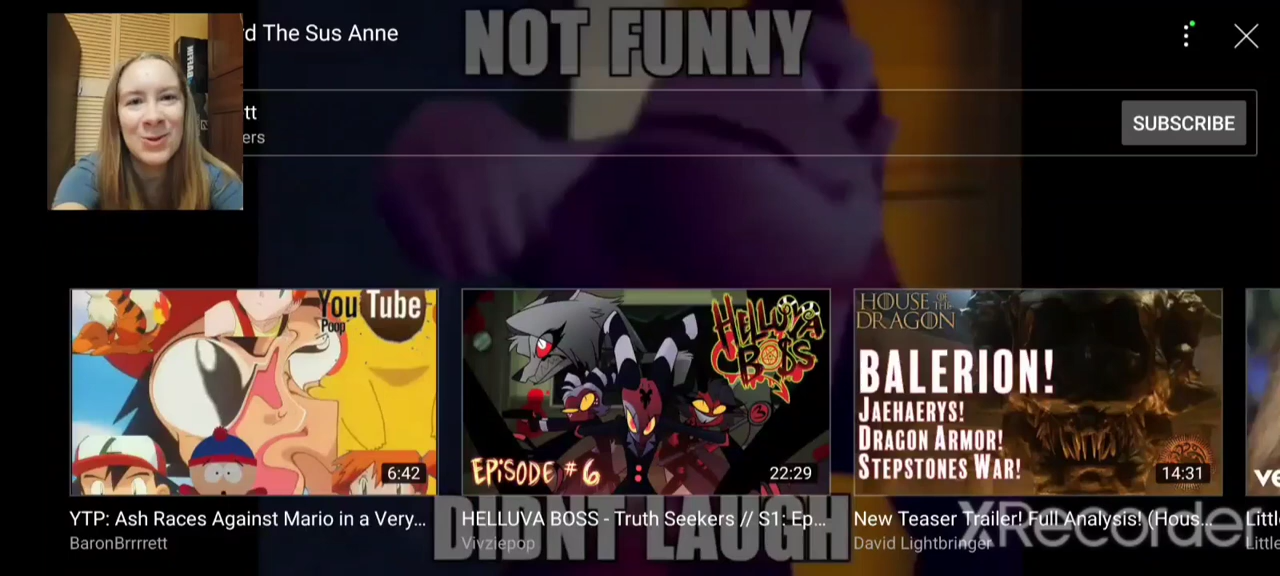 NOT FUNNY
d The Sus Anne
tt
ers
SUBSCRIBE
You Tube
Poop
6:42
HELLUVA
BOSS
EPISODE #6
22:29
HOUSE OF THE
DRAGON
BALERION!
JAEHAERYS!
DRAGON ARMOR!
STEPSTONES WAR!
14:31
ve
YTP: Ash Races Against Mario in a Very...
BaronBrrrrett
HELLUVA BOSS - Truth Seekers // S1: Ep...
Vivziepop
New Teaser Trailer! Full Analysis! (Hous...
David Lightbringer
Littl
Little
DIDNT LAUGH
XRecorder